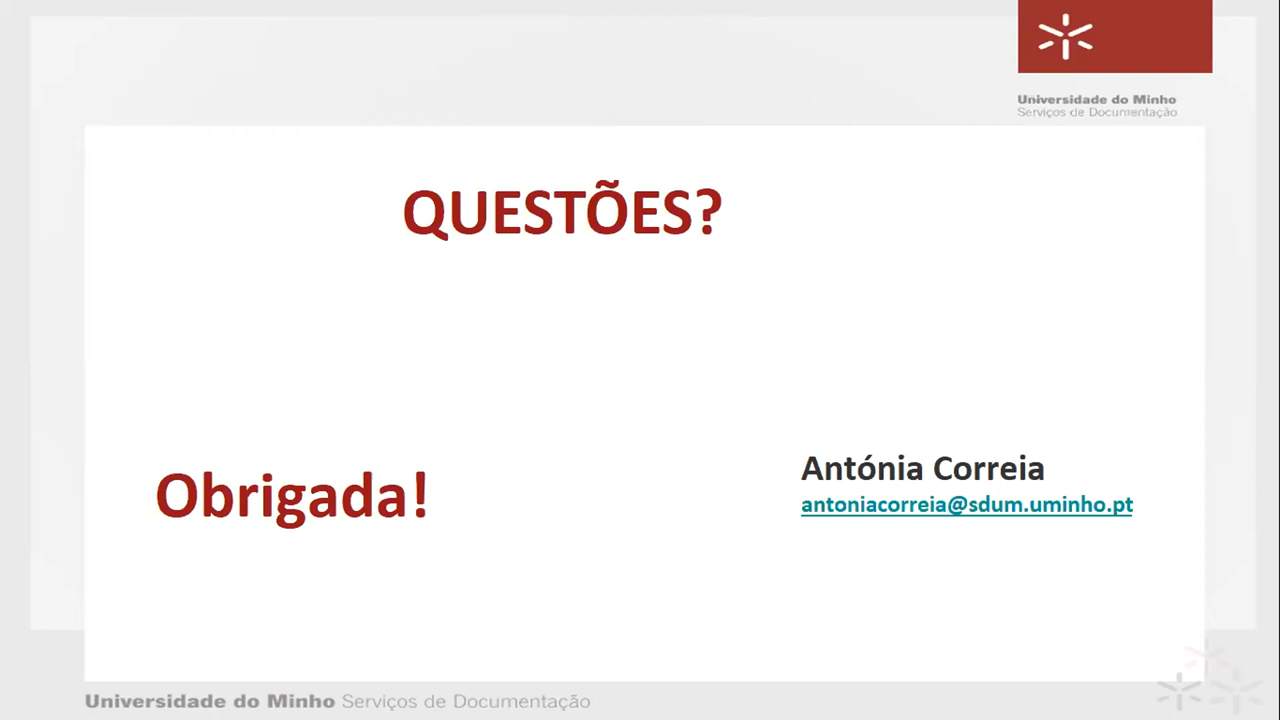 Universidade do Minho
Serviços de Documentação
QUESTÕES?
Obrigada!
Antónia Correia
antoniacorreia@sdum.uminho.pt
Universidade do Minho Serviços de Documentação